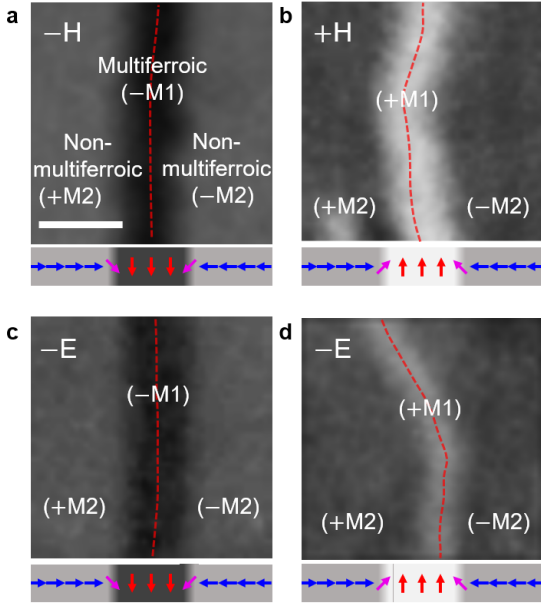 a
−H
Multiferroic
(−M1)
Non-
multiferroic
(+M2)
Non-
multiferroic
(−M2)
b
+H
(+M1)
(+M2)
(−M2)
c
−E
(−M1)
(+M2)
(−M2)
d
−E
(+M1)
(+M2)
(−M2)